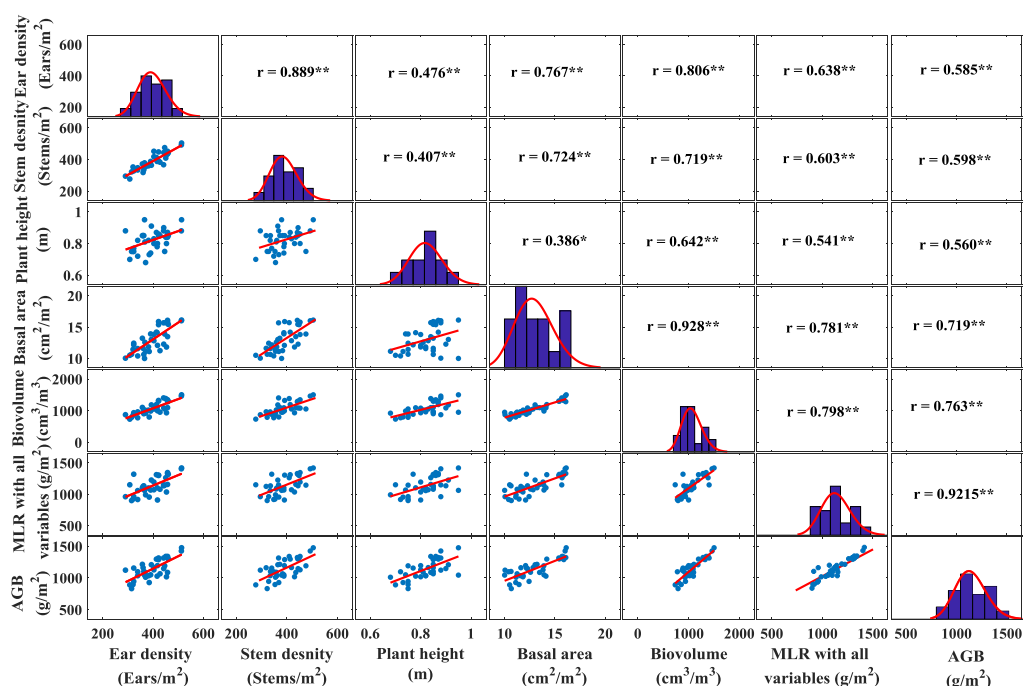 Ear density
(Ears/m²)
600
400
200
r = 0.889**
r = 0.476**
r = 0.767**
r = 0.806**
r = 0.638**
r = 0.585**
Stem desnity
(Stems/m²)
600
400
200
r = 0.407**
r = 0.724**
r = 0.719**
r = 0.603**
r = 0.598**
Plant height
(m)
1
0.8
0.6
r = 0.386*
r = 0.642**
r = 0.541**
r = 0.560**
Basal area
(cm²/m²)
20
15
10
r = 0.928**
r = 0.781**
r = 0.719**
Biovolume
(cm³/m³)
2000
1000
0
r = 0.798**
r = 0.763**
MLR with all
variables (g/m²)
1500
1000
500
r = 0.9215**
AGB
(g/m²)
1500
1000
500
200 400 600 200 400 600 0.6 0.8 1 10 15 20 0 1000 2000 500 1000 1500 500 1000 1500
Ear density
(Ears/m²)
Stem desnity
(Stems/m²)
Plant height
(m)
Basal area
(cm²/m²)
Biovolume
(cm³/m³)
MLR with all
variables (g/m²)
AGB
(g/m²)